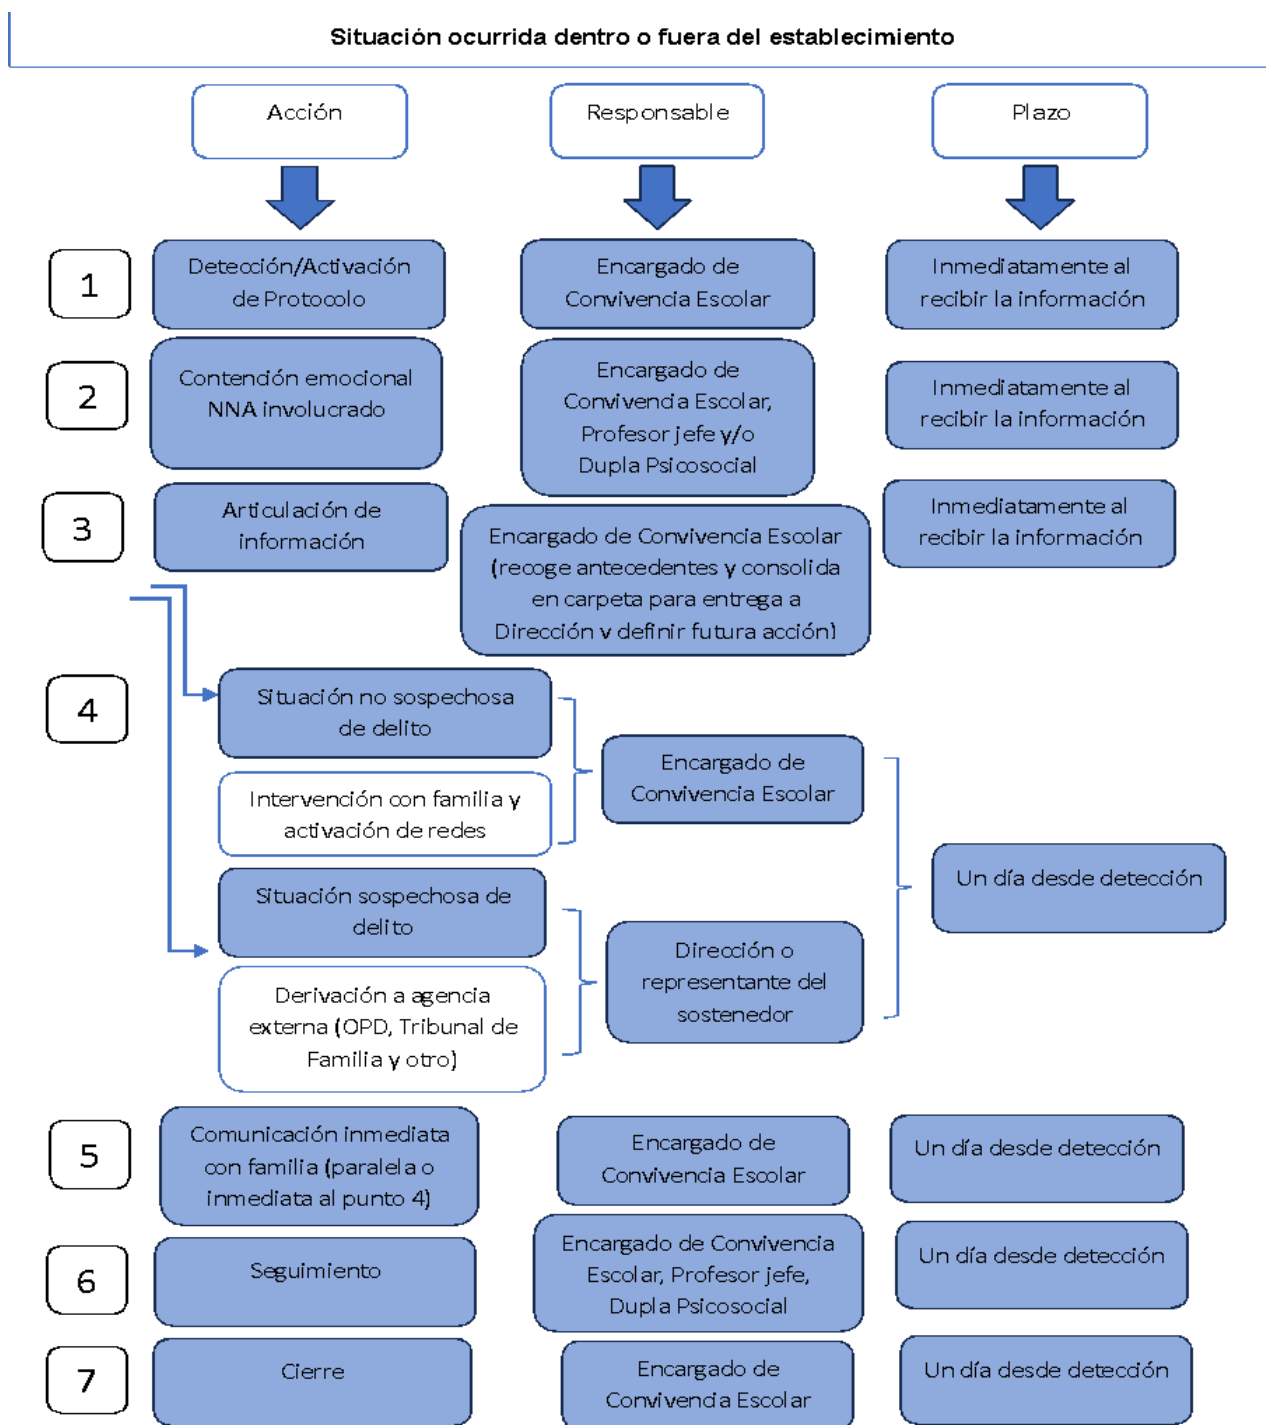 Situación ocurrida dentro o fuera del establecimiento
Acción
Responsable
Plazo
1
Detección/Activación
de Protocolo
Encargado de
Convivencia Escolar
Inmediatamente al
recibir la información
2
Contención emocional
NNA involucrado
Encargado de
Convivencia Escolar,
Profesor jefe y/o
Dupla Psicosocial
Inmediatamente al
recibir la información
3
Articulación de
información
Encargado de Convivencia Escolar
(recoge antecedentes y consolida
en carpeta para entrega a
Dirección y definir futura acción)
Inmediatamente al
recibir la información
4
Situación no sospechosa
de delito
Intervención con familia y
activación de redes
Encargado de
Convivencia Escolar
Situación sospechosa de
delito
Derivación a agencia
externa (OPD, Tribunal de
Familia y otro)
Dirección o
representante del
sostenedor
Un día desde detección
5
Comunicación inmediata
con familia (paralela o
inmediata al punto 4)
Encargado de
Convivencia Escolar
Un día desde detección
6
Seguimiento
Encargado de Convivencia
Escolar, Profesor jefe,
Dupla Psicosocial
Un día desde detección
7
Cierre
Encargado de
Convivencia Escolar
Un día desde detección